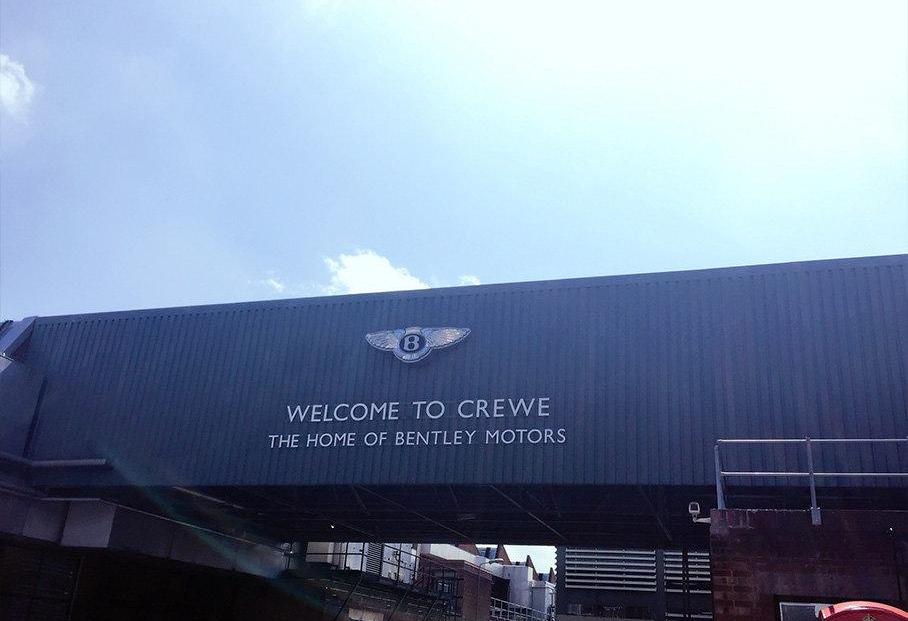 B
WELCOME TO CREWE
THE HOME OF BENTLEY MOTORS